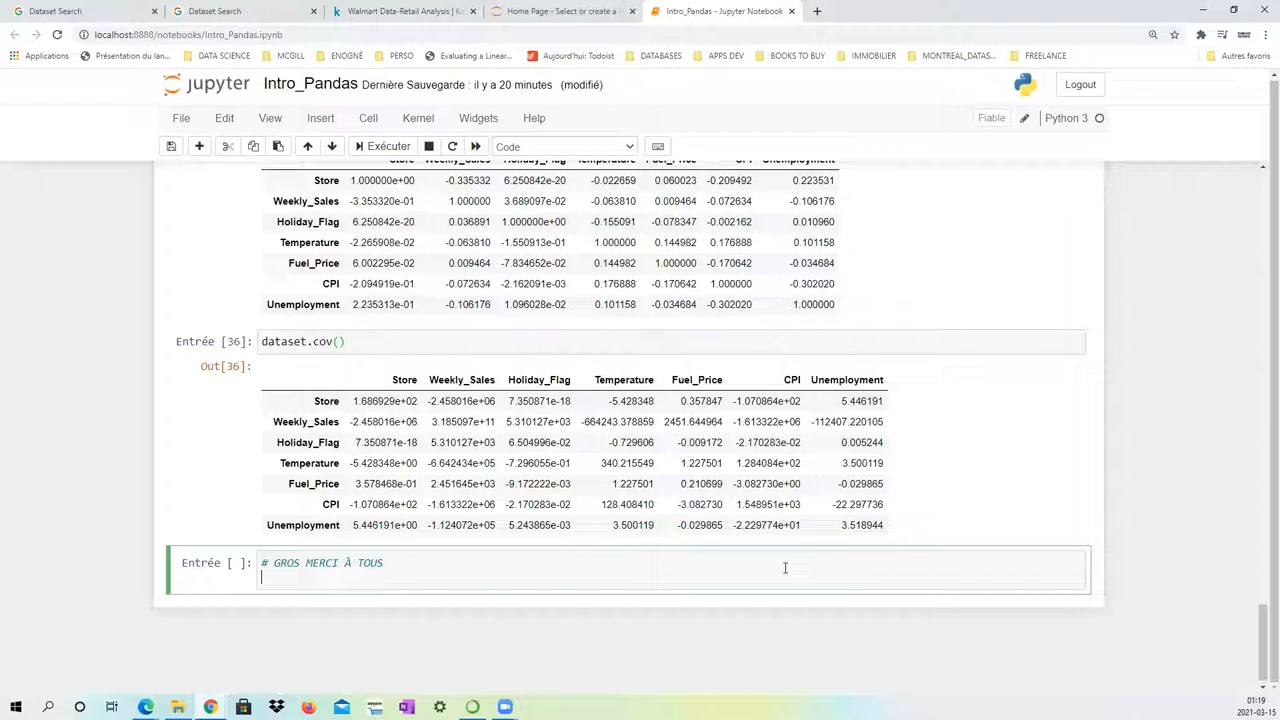 Dataset Search
Dataset Search
Walmart Data-Retail Analysis | Ka
Home Page - Select or create a n
Intro_Pandas - Jupyter Notebook
localhost:8888/notebooks/Intro_Pandas.ipynb
Applications
Présentation du lan...
DATA SCIENCE
MCGILL
ENOGNÉ
PERSO
Evaluating a Linear...
Aujourd'hui: Todoist
DATABASES
APPS DEV
BOOKS TO BUY
IMMOBILIER
MONTREAL_DATAS...
FREELANCE
Autres favoris
jupyter Intro_Pandas Dernière Sauvegarde : il y a 20 minutes (modifié)
Logout
File Edit View Insert Cell Kernel Widgets Help
Fiable
Python 3
Exécuter
Code
Store Weekly_Sales Holiday_Flag Temperature Fuel_Price CPI Unemployment
Store 1.000000e+00 -0.335332 6.250842e-20 -0.022659 0.060023 -0.209492 0.223531
Weekly_Sales -3.353320e-01 1.000000 3.689097e-02 -0.063810 0.009464 -0.072634 -0.106176
Holiday_Flag 6.250842e-20 0.036891 1.000000e+00 -0.155091 -0.078347 -0.002162 0.010960
Temperature -2.265908e-02 -0.063810 -1.550913e-01 1.000000 0.144982 0.176888 0.101158
Fuel_Price 6.002295e-02 0.009464 -7.834652e-02 0.144982 1.000000 -0.170642 -0.034684
CPI -2.094919e-01 -0.072634 -2.162091e-03 0.176888 -0.170642 1.000000 -0.302020
Unemployment 2.235313e-01 -0.106176 1.096028e-02 0.101158 -0.034684 -0.302020 1.000000
Entrée [36]: dataset.cov()
Out[36]:
Store Weekly_Sales Holiday_Flag Temperature Fuel_Price CPI Unemployment
Store 1.686929e+02 -2.458016e+06 7.350871e-18 -5.428348 0.357847 -1.070864e+02 5.446191
Weekly_Sales -2.458016e+06 3.185097e+11 5.310127e+03 -664243.378859 2451.644964 -1.613322e+06 -112407.220105
Holiday_Flag 7.350871e-18 5.310127e+03 6.504996e-02 -0.729606 -0.009172 -2.170283e-02 0.005244
Temperature -5.428348e+00 -6.642434e+05 -7.296055e-01 340.215549 1.227501 1.284084e+02 3.500119
Fuel_Price 3.578468e-01 2.451645e+03 -9.172222e-03 1.227501 0.210699 -3.082730e+00 -0.029865
CPI -1.070864e+02 -1.613322e+06 -2.170283e-02 128.408410 -3.082730 1.548951e+03 -22.297736
Unemployment 5.446191e+00 -1.124072e+05 5.243865e-03 3.500119 -0.029865 -2.229774e+01 3.518944
Entrée [ ]: # GROS MERCI À TOUS
01:19
2021-03-15